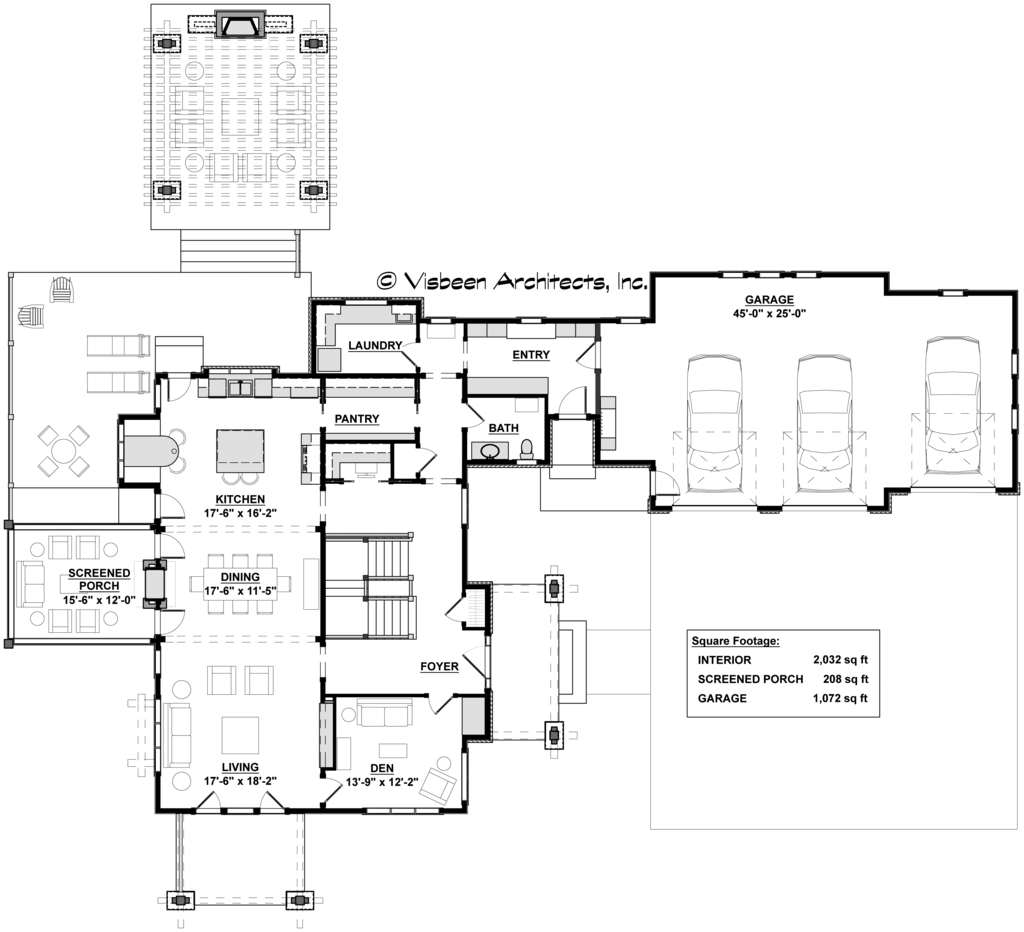 © Visbeen Architects, Inc.
GARAGE
45'-0" x 25'-0"
LAUNDRY
ENTRY
PANTRY
BATH
KITCHEN
17'-6" x 16'-2"
SCREENED
PORCH
15'-6" x 12'-0"
DINING
17'-6" x 11'-5"
FOYER
Square Footage:
INTERIOR 2,032 sq ft
SCREENED PORCH 208 sq ft
GARAGE 1,072 sq ft
LIVING
17'-6" x 18'-2"
DEN
13'-9" x 12'-2"